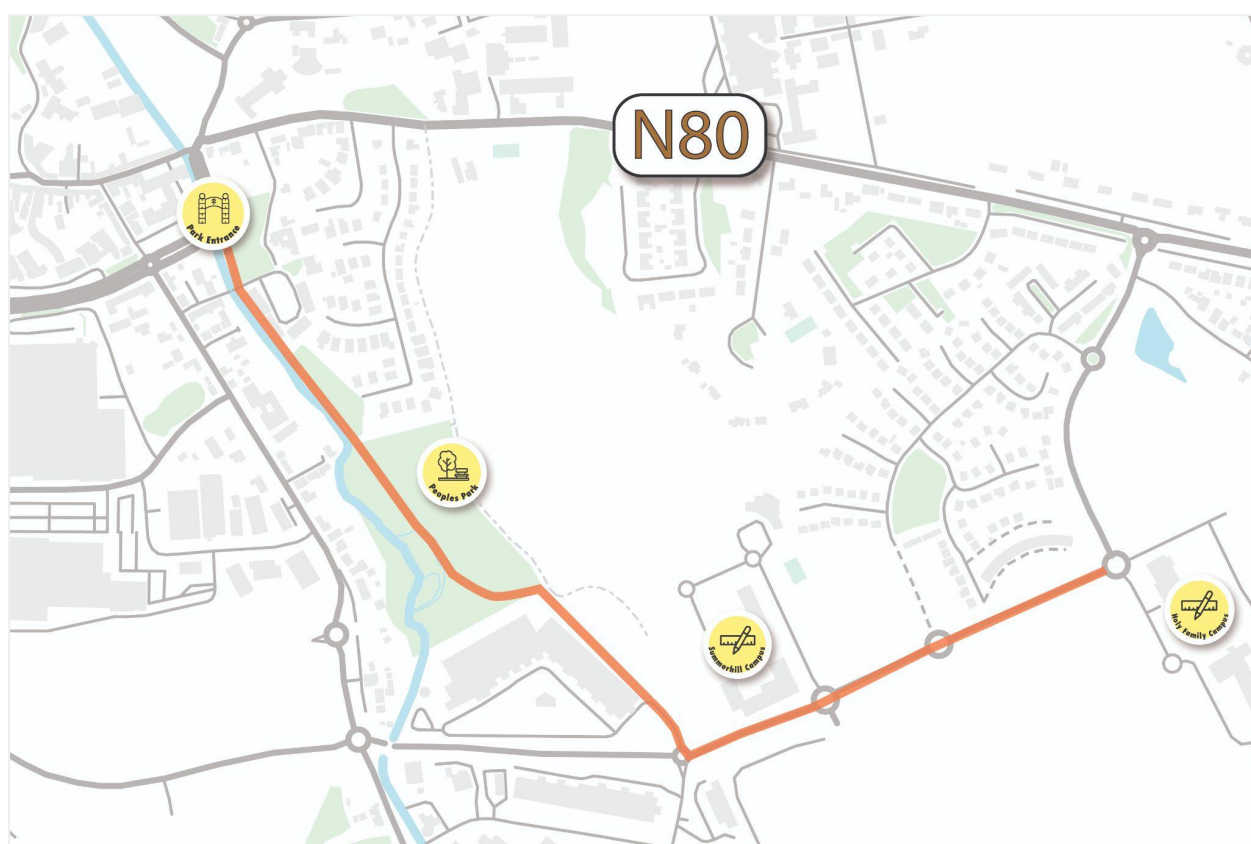 N80
Park Entrance
Peoples Park
Summerhill Campus
Holy Family Campus